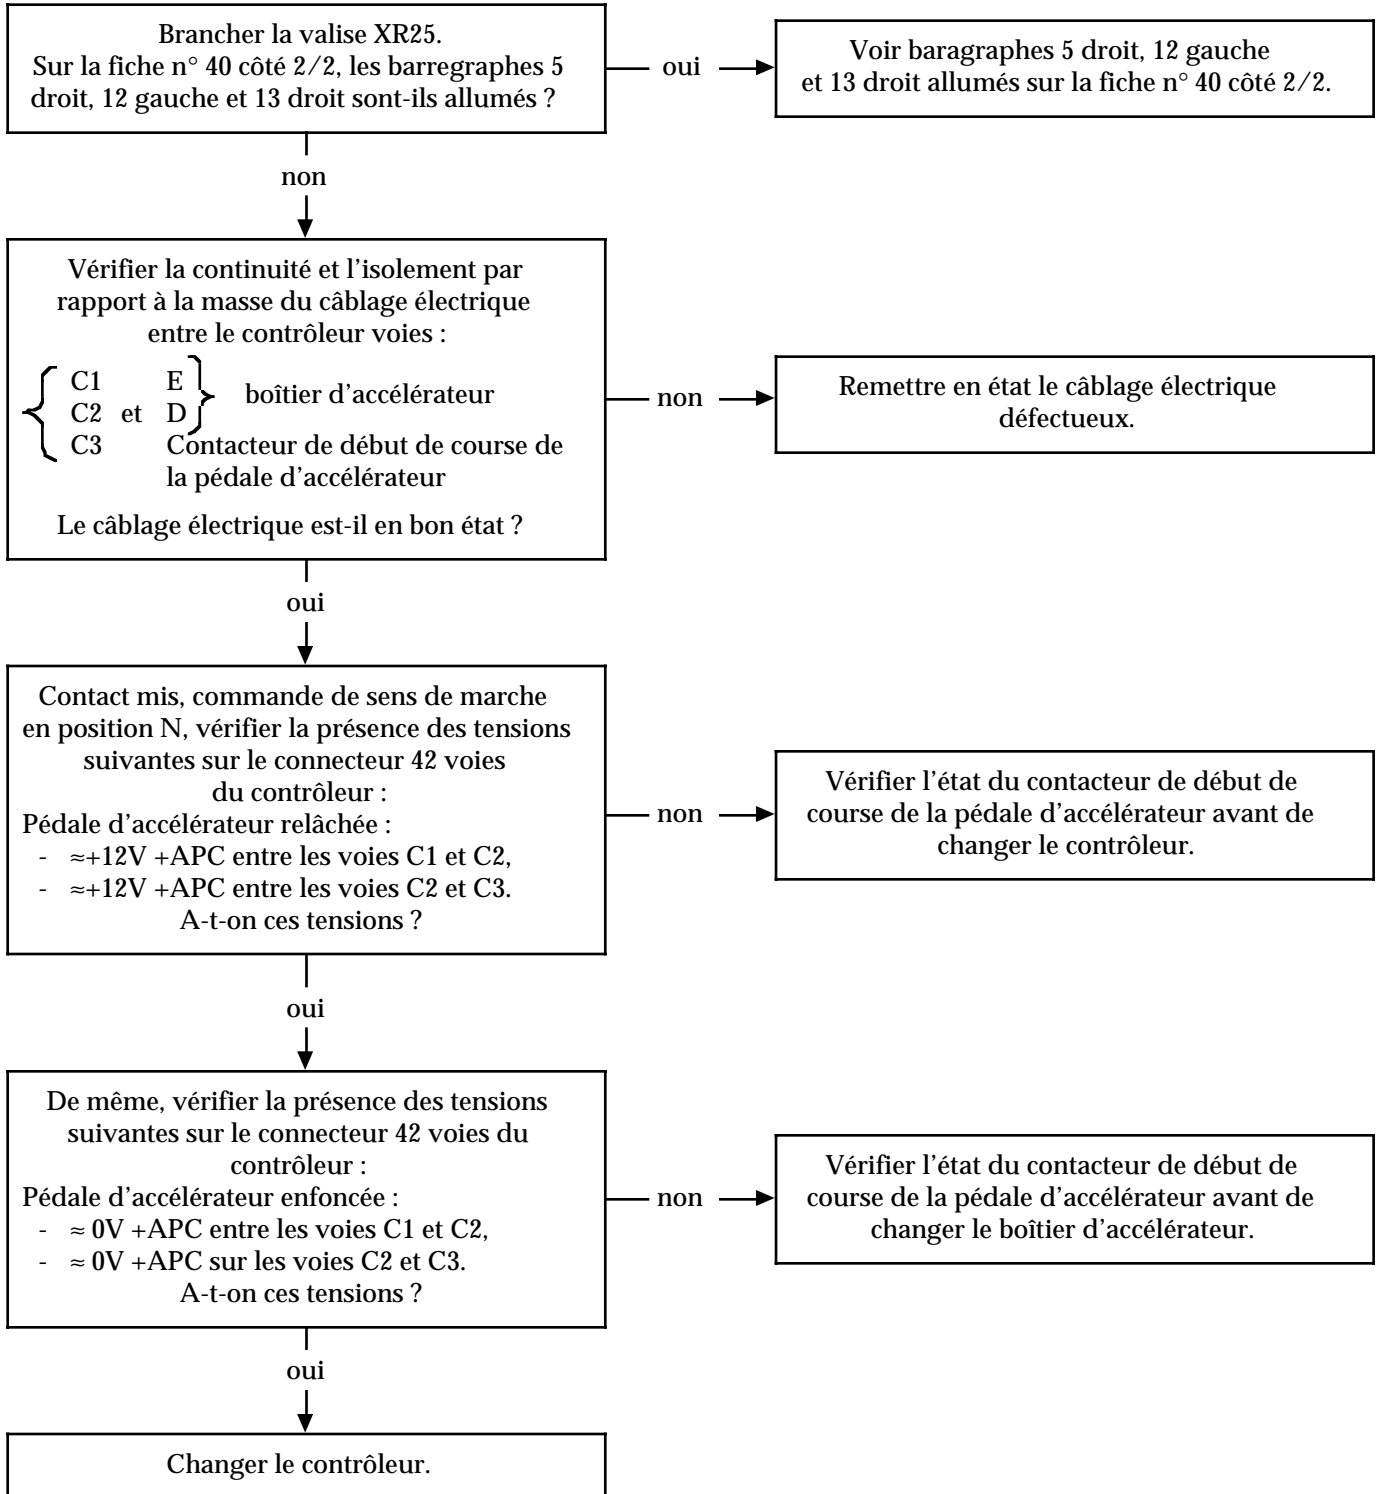 Brancher la valise XR25.
Sur la fiche n° 40 côté 2/2, les barregraphes 5
droit, 12 gauche et 13 droit sont-ils allumés ?
oui
Voir baragraphes 5 droit, 12 gauche
et 13 droit allumés sur la fiche n° 40 côté 2/2.
non
Vérifier la continuité et l'isolement par
rapport à la masse du câblage électrique
entre le contrôleur voies :
C1 E
C2 et D
boîtier d'accélérateur
C3 Contacteur de début de course de
la pédale d'accélérateur
Le câblage électrique est-il en bon état ?
non
Remettre en état le câblage électrique
défectueux.
oui
Contact mis, commande de sens de marche
en position N, vérifier la présence des tensions
suivantes sur le connecteur 42 voies
du contrôleur :
Pédale d'accélérateur relâchée :
- ≈+12V +APC entre les voies C1 et C2,
- ≈+12V +APC entre les voies C2 et C3.
A-t-on ces tensions ?
non
Vérifier l'état du contacteur de début de
course de la pédale d'accélérateur avant de
changer le contrôleur.
oui
De même, vérifier la présence des tensions
suivantes sur le connecteur 42 voies du
contrôleur :
Pédale d'accélérateur enfoncée :
- ≈ 0V +APC entre les voies C1 et C2,
- ≈ 0V +APC sur les voies C2 et C3.
A-t-on ces tensions ?
non
Vérifier l'état du contacteur de début de
course de la pédale d'accélérateur avant de
changer le boîtier d'accélérateur.
oui
Changer le contrôleur.